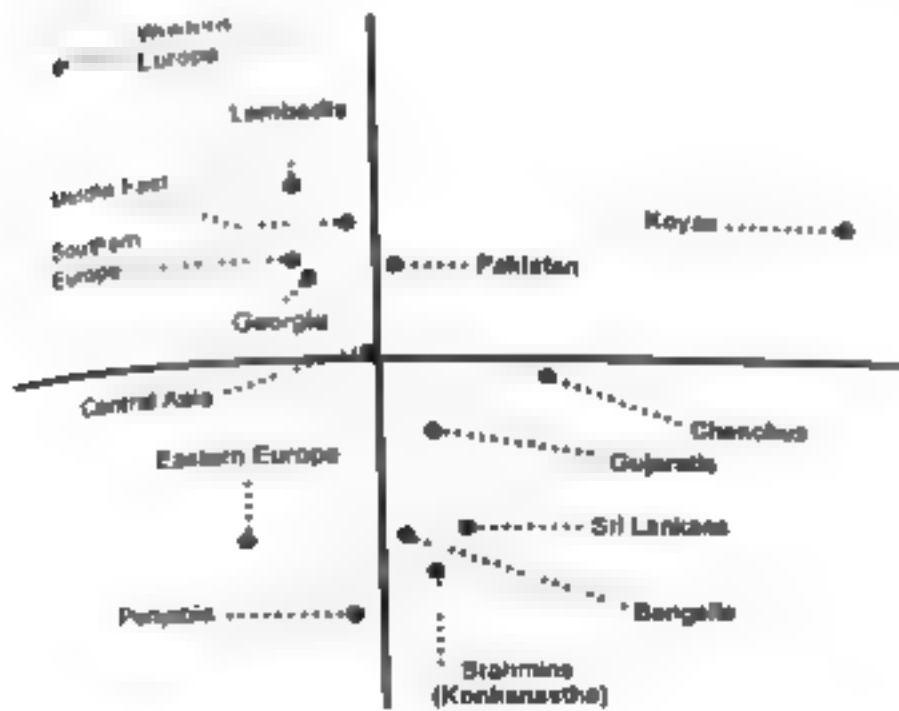 Western
Europe
Lambadis
Middle East
Southern
Europe
Koyas
Pakistan
Georgia
Central Asia
Chenchus
Gujaratis
Eastern Europe
Sri Lankans
Punjabis
Bengalis
Brahmins
(Konkanastha)